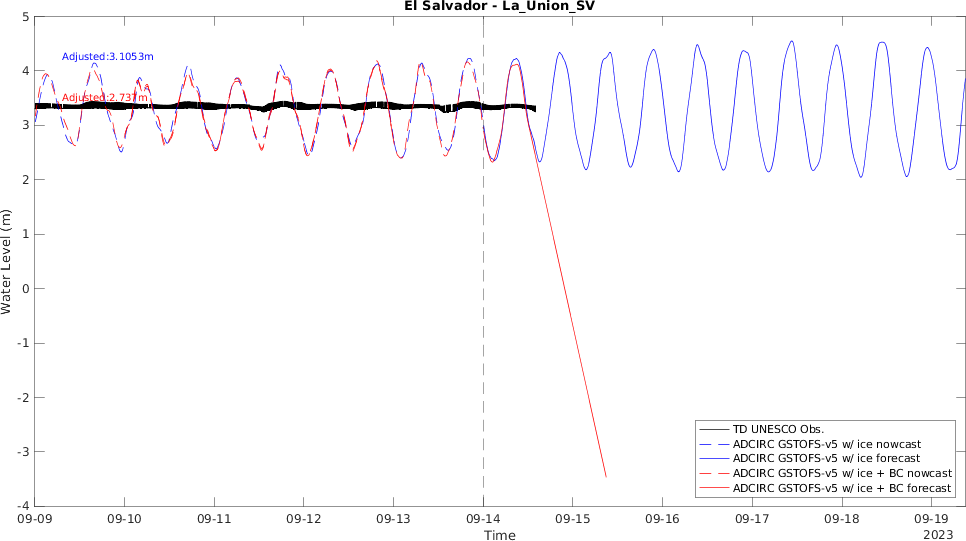 El Salvador - La_Union_SV
5
4
3
2
1
0
-1
-2
-3
-4
Water Level (m)
Adjusted:3.1053m
Adjusted:2.737m
TD UNESCO Obs.
ADCIRC GSTOFS-v5 w/ ice nowcast
ADCIRC GSTOFS-v5 w/ ice forecast
ADCIRC GSTOFS-v5 w/ ice + BC nowcast
ADCIRC GSTOFS-v5 w/ ice + BC forecast
09-09 09-10 09-11 09-12 09-13 09-14 09-15 09-16 09-17 09-18 09-19
Time
2023